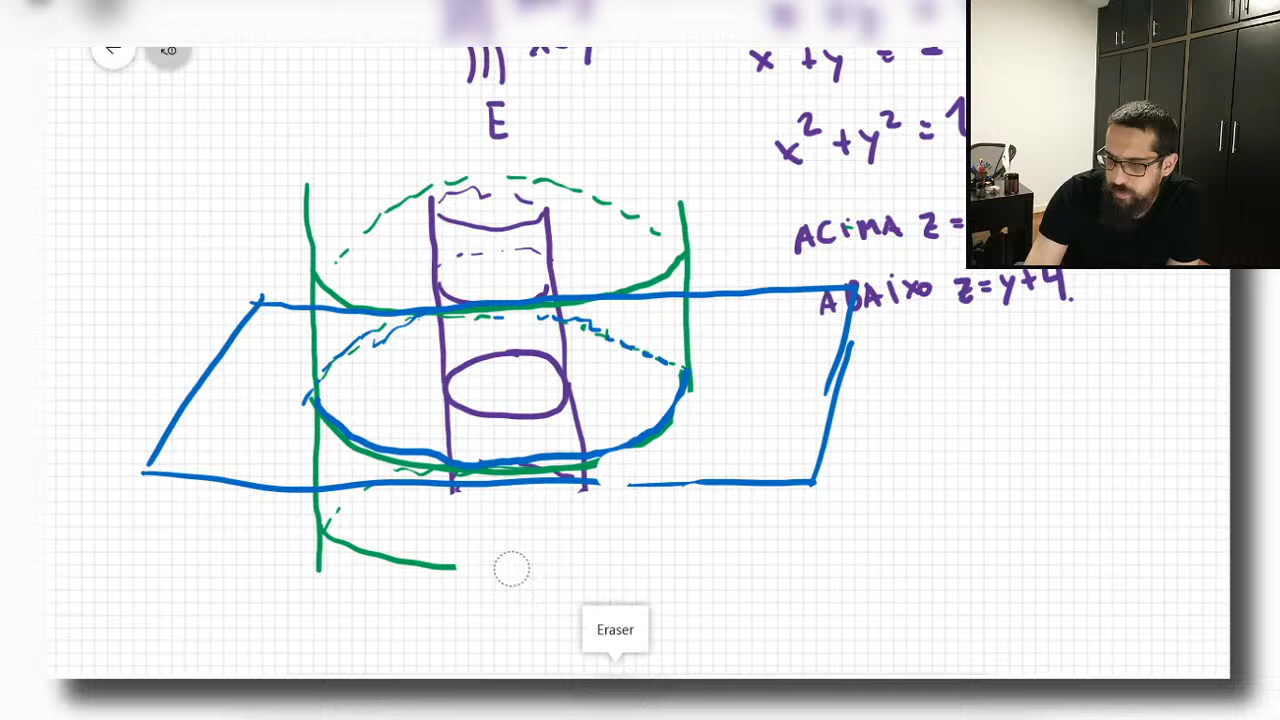 ∭ x-y
E
x + y =
x² + y² = 1
ACIMA z =
ABAIXO z = y + 4.
Eraser